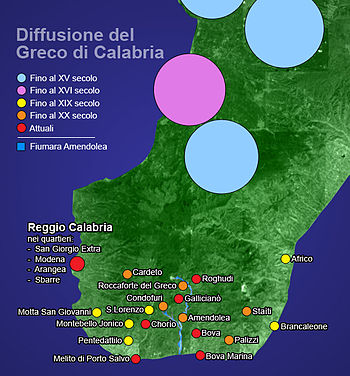 Diffusione del
Greco di Calabria
Fino al XV secolo
Fino al XVI secolo
Fino al XIX secolo
Fino al XX secolo
Attuali
Fiumara Amendolea
Reggio Calabria
nei quartieri:
- San Giorgio Extra
- Modena
- Arangea
- Sbarre
Africo
Cardeto
Roghudi
Roccaforte del Greco
Condofuri
Gallicianò
Motta San Giovanni
S.Lorenzo
Staiti
Amendolea
Montebello Jonico
Chorio
Brancaleone
Bova
Pentedattilo
Palizzi
Melito di Porto Salvo
Bova Marina